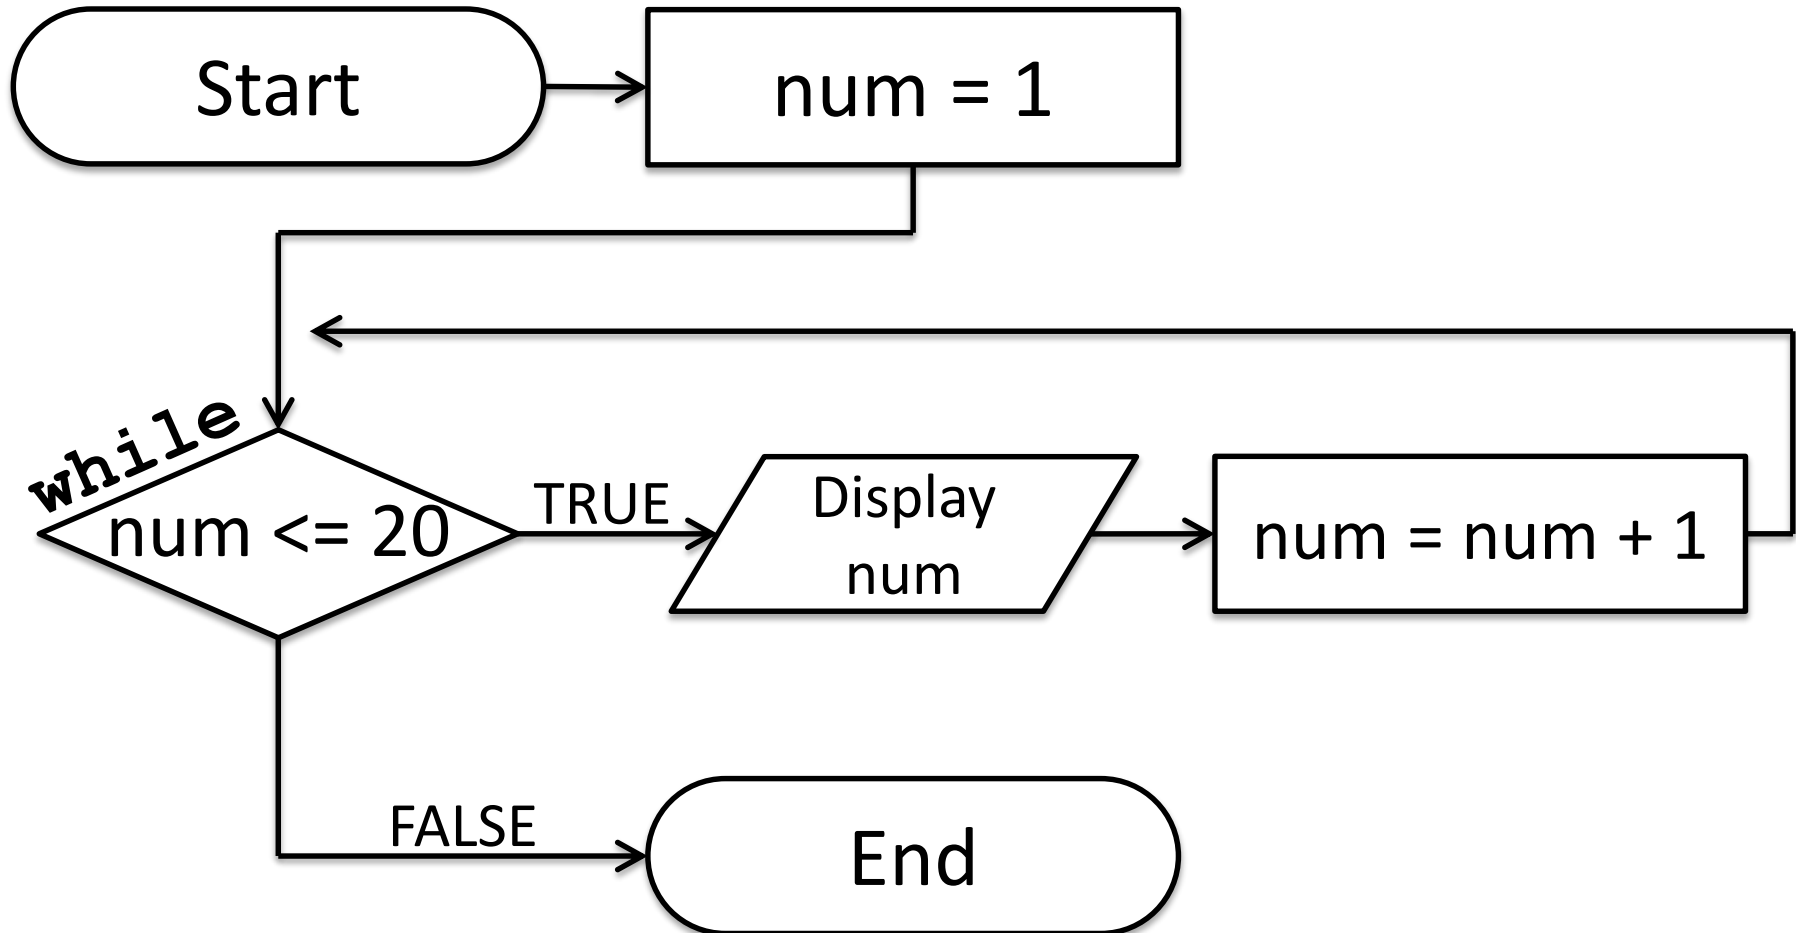 Start
num = 1
while
num <= 20
TRUE
Display
num
num = num + 1
FALSE
End